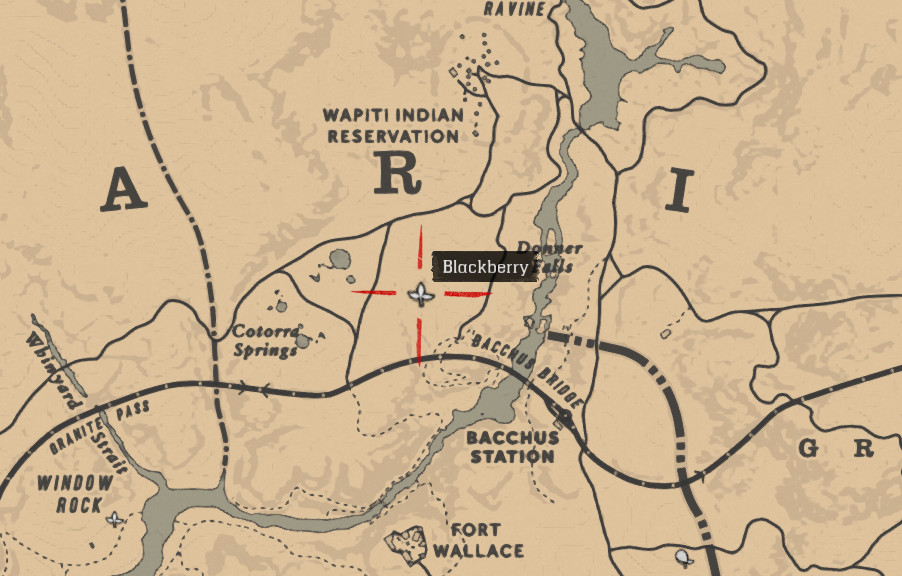 RAVINE
WAPITI INDIAN
RESERVATION
A
R
I
Donner
Falls
Blackberry
Cotorra
Springs
BACCHUS BRIDGE
Whinyard
Strait
GRANITE PASS
BACCHUS
STATION
G R
WINDOW
ROCK
FORT
WALLACE